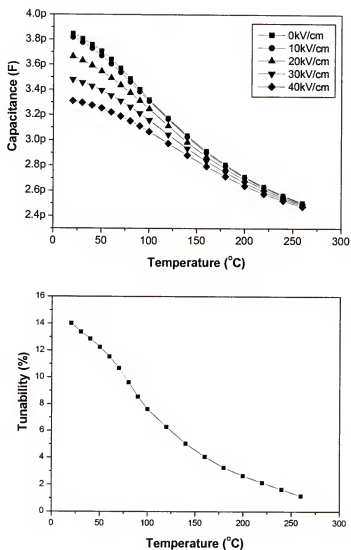 4.0p
3.8p
3.6p
3.4p
3.2p
3.0p
2.8p
2.6p
2.4p
Capacitance (F)
0kV/cm
10kV/cm
20kV/cm
30kV/cm
40kV/cm
0 50 100 150 200 250 300
Temperature (°C)
16
14
12
10
8
6
4
2
0
Tunability (%)
0 50 100 150 200 250 300
Temperature (°C)